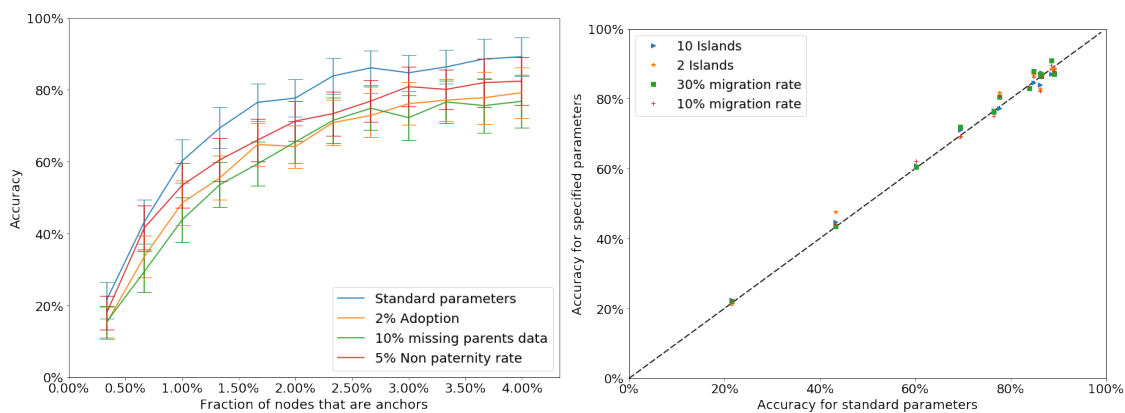 100%
80%
60%
40%
20%
0%
Accuracy
0.00% 0.50% 1.00% 1.50% 2.00% 2.50% 3.00% 3.50% 4.00%
Fraction of nodes that are anchors
Standard parameters
2% Adoption
10% missing parents data
5% Non paternity rate
100%
80%
60%
40%
20%
0%
Accuracy for specified parameters
10 Islands
2 Islands
30% migration rate
10% migration rate
0% 20% 40% 60% 80% 100%
Accuracy for standard parameters